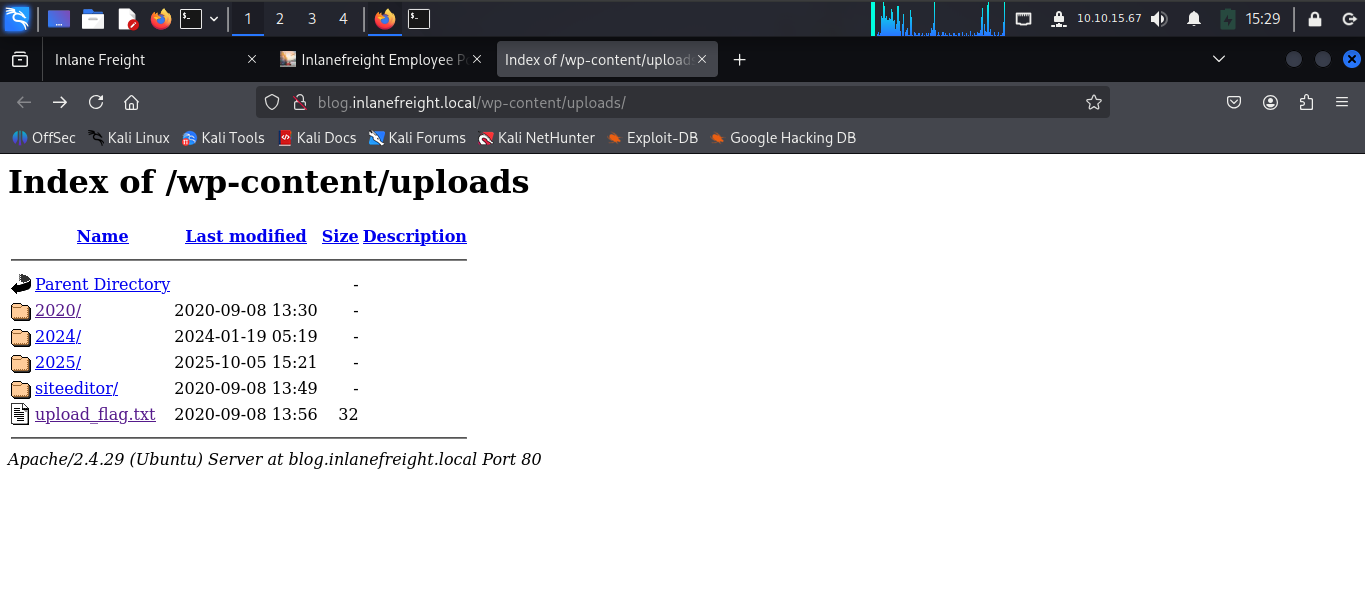 1 2 3 4 10.10.15.67 15:29
Inlane Freight Inlanefreight Employee Index of /wp-content/uploads
blog.inlanefreight.local/wp-content/uploads/
OffSec Kali Linux Kali Tools Kali Docs Kali Forums Kali NetHunter Exploit-DB Google Hacking DB
Index of /wp-content/uploads
Name Last modified Size Description
Parent Directory -
2020/ 2020-09-08 13:30 -
2024/ 2024-01-19 05:19 -
2025/ 2025-10-05 15:21 -
siteeditor/ 2020-09-08 13:49 -
upload_flag.txt 2020-09-08 13:56 32
Apache/2.4.29 (Ubuntu) Server at blog.inlanefreight.local Port 80